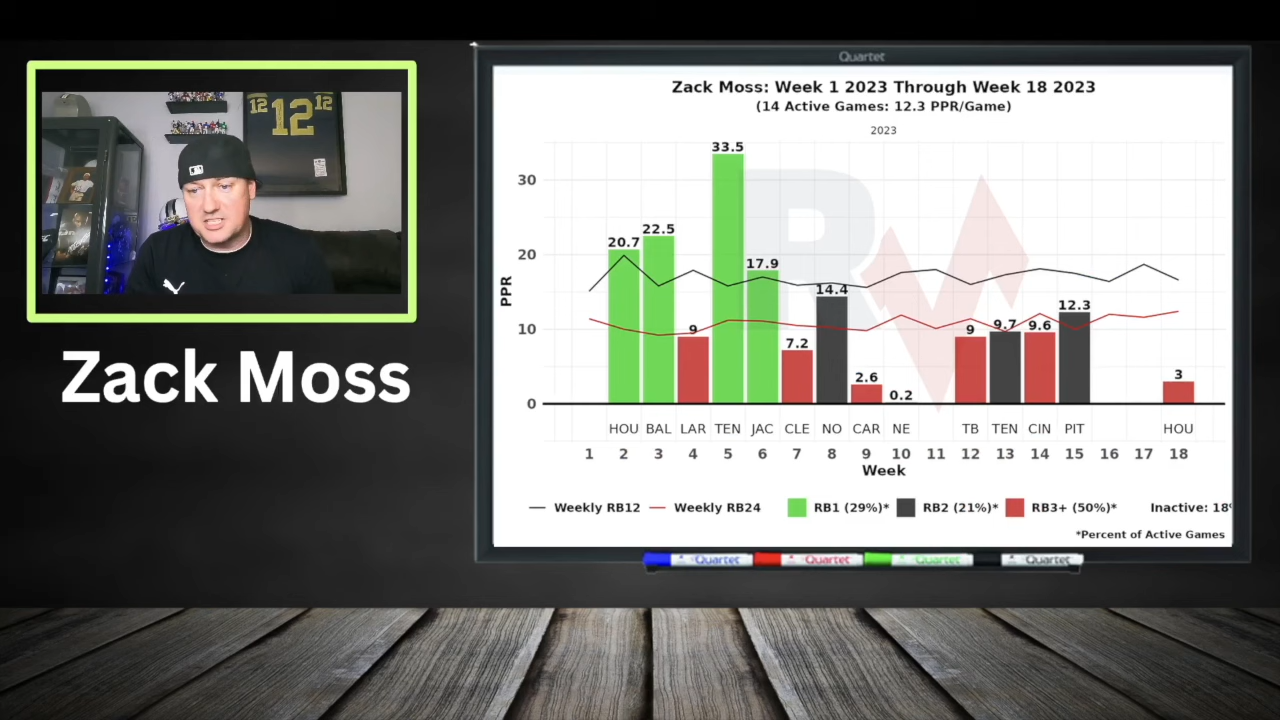 Quartet
Zack Moss: Week 1 2023 Through Week 18 2023
(14 Active Games: 12.3 PPR/Game)
2023
12 12 12
33.5
30
22.5
20.7
20
17.9
14.4
12.3
PPR
10
9
7.2
2.6
0.2
9
9.7
9.6
3
0
HOU BAL LAR TEN JAC CLE NO CAR NE TB TEN CIN PIT HOU
1 2 3 4 5 6 7 8 9 10 11 12 13 14 15 16 17 18
Week
Weekly RB12 Weekly RB24 RB1 (29%)* RB2 (21%)* RB3+ (50%)* Inactive: 18
*Percent of Active Games
Quartet Quartet Quartet Quartet
Zack Moss